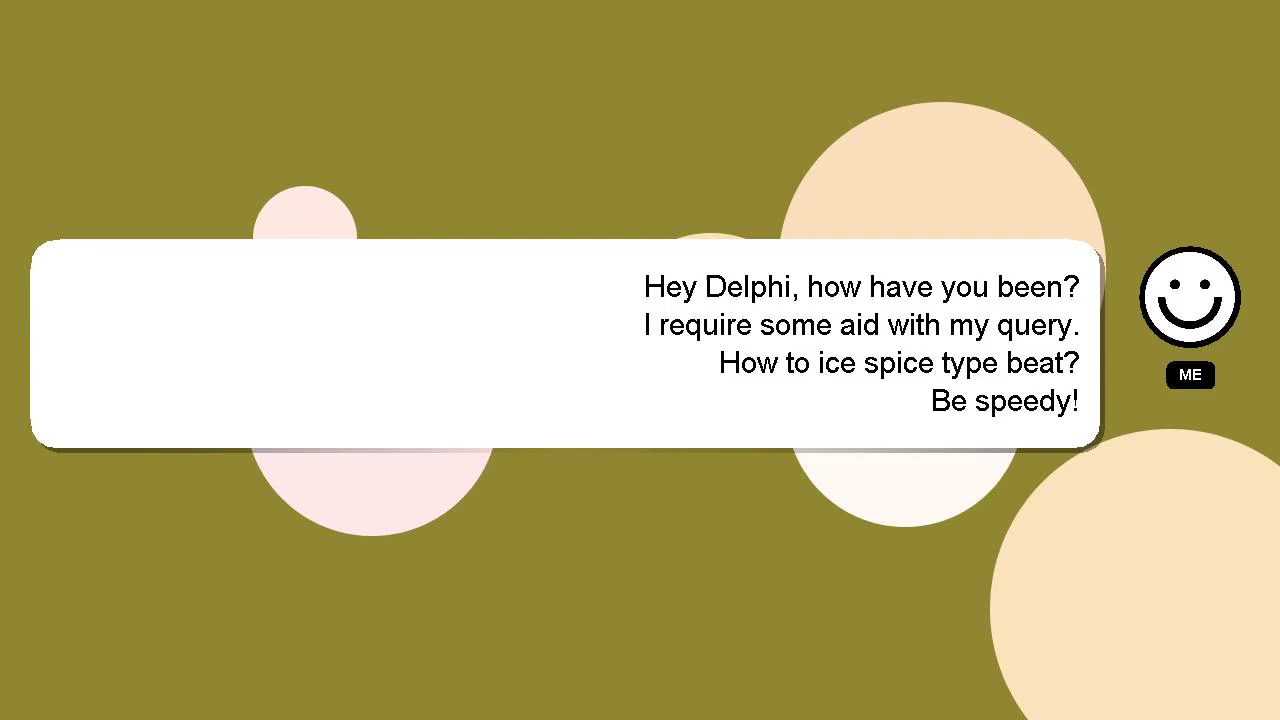 Hey Delphi, how have you been?
I require some aid with my query.
How to ice spice type beat?
Be speedy!
ME